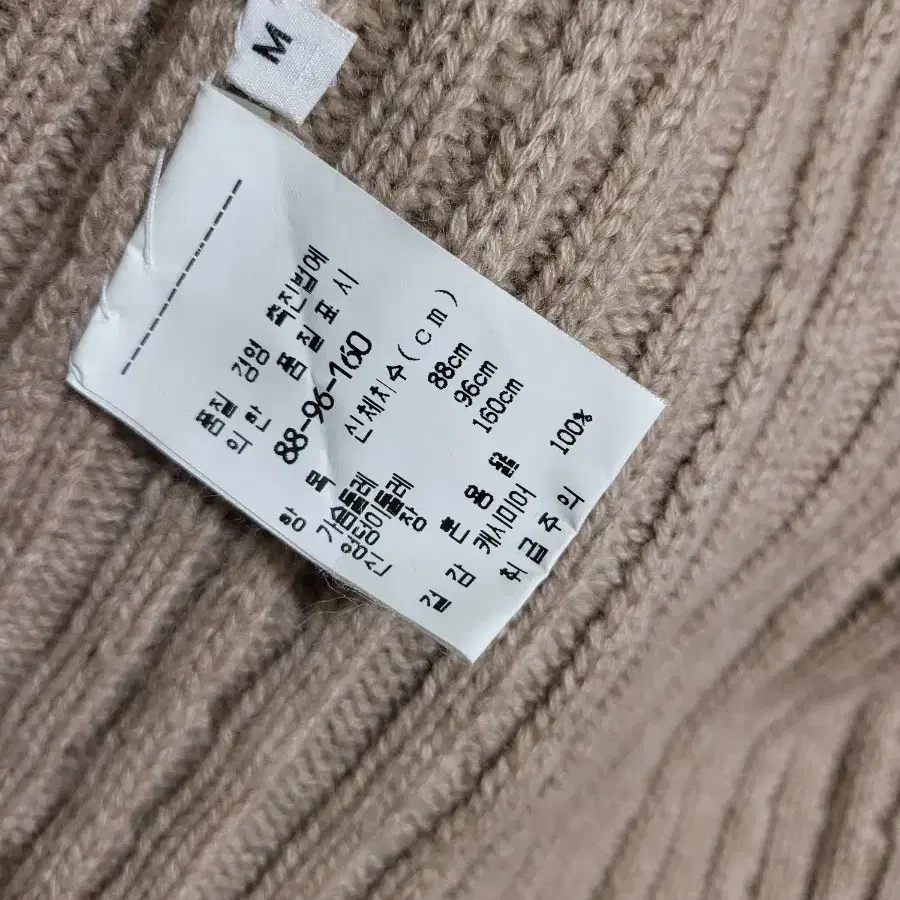 M
품질 경영 촉진법에
의한 품질표시
88-96-160
항 목 신체치수(cm)
가슴둘레 88cm
엉덩이둘레 96cm
신장 160cm
혼용율
겉감 캐시미어 100%
취급주의